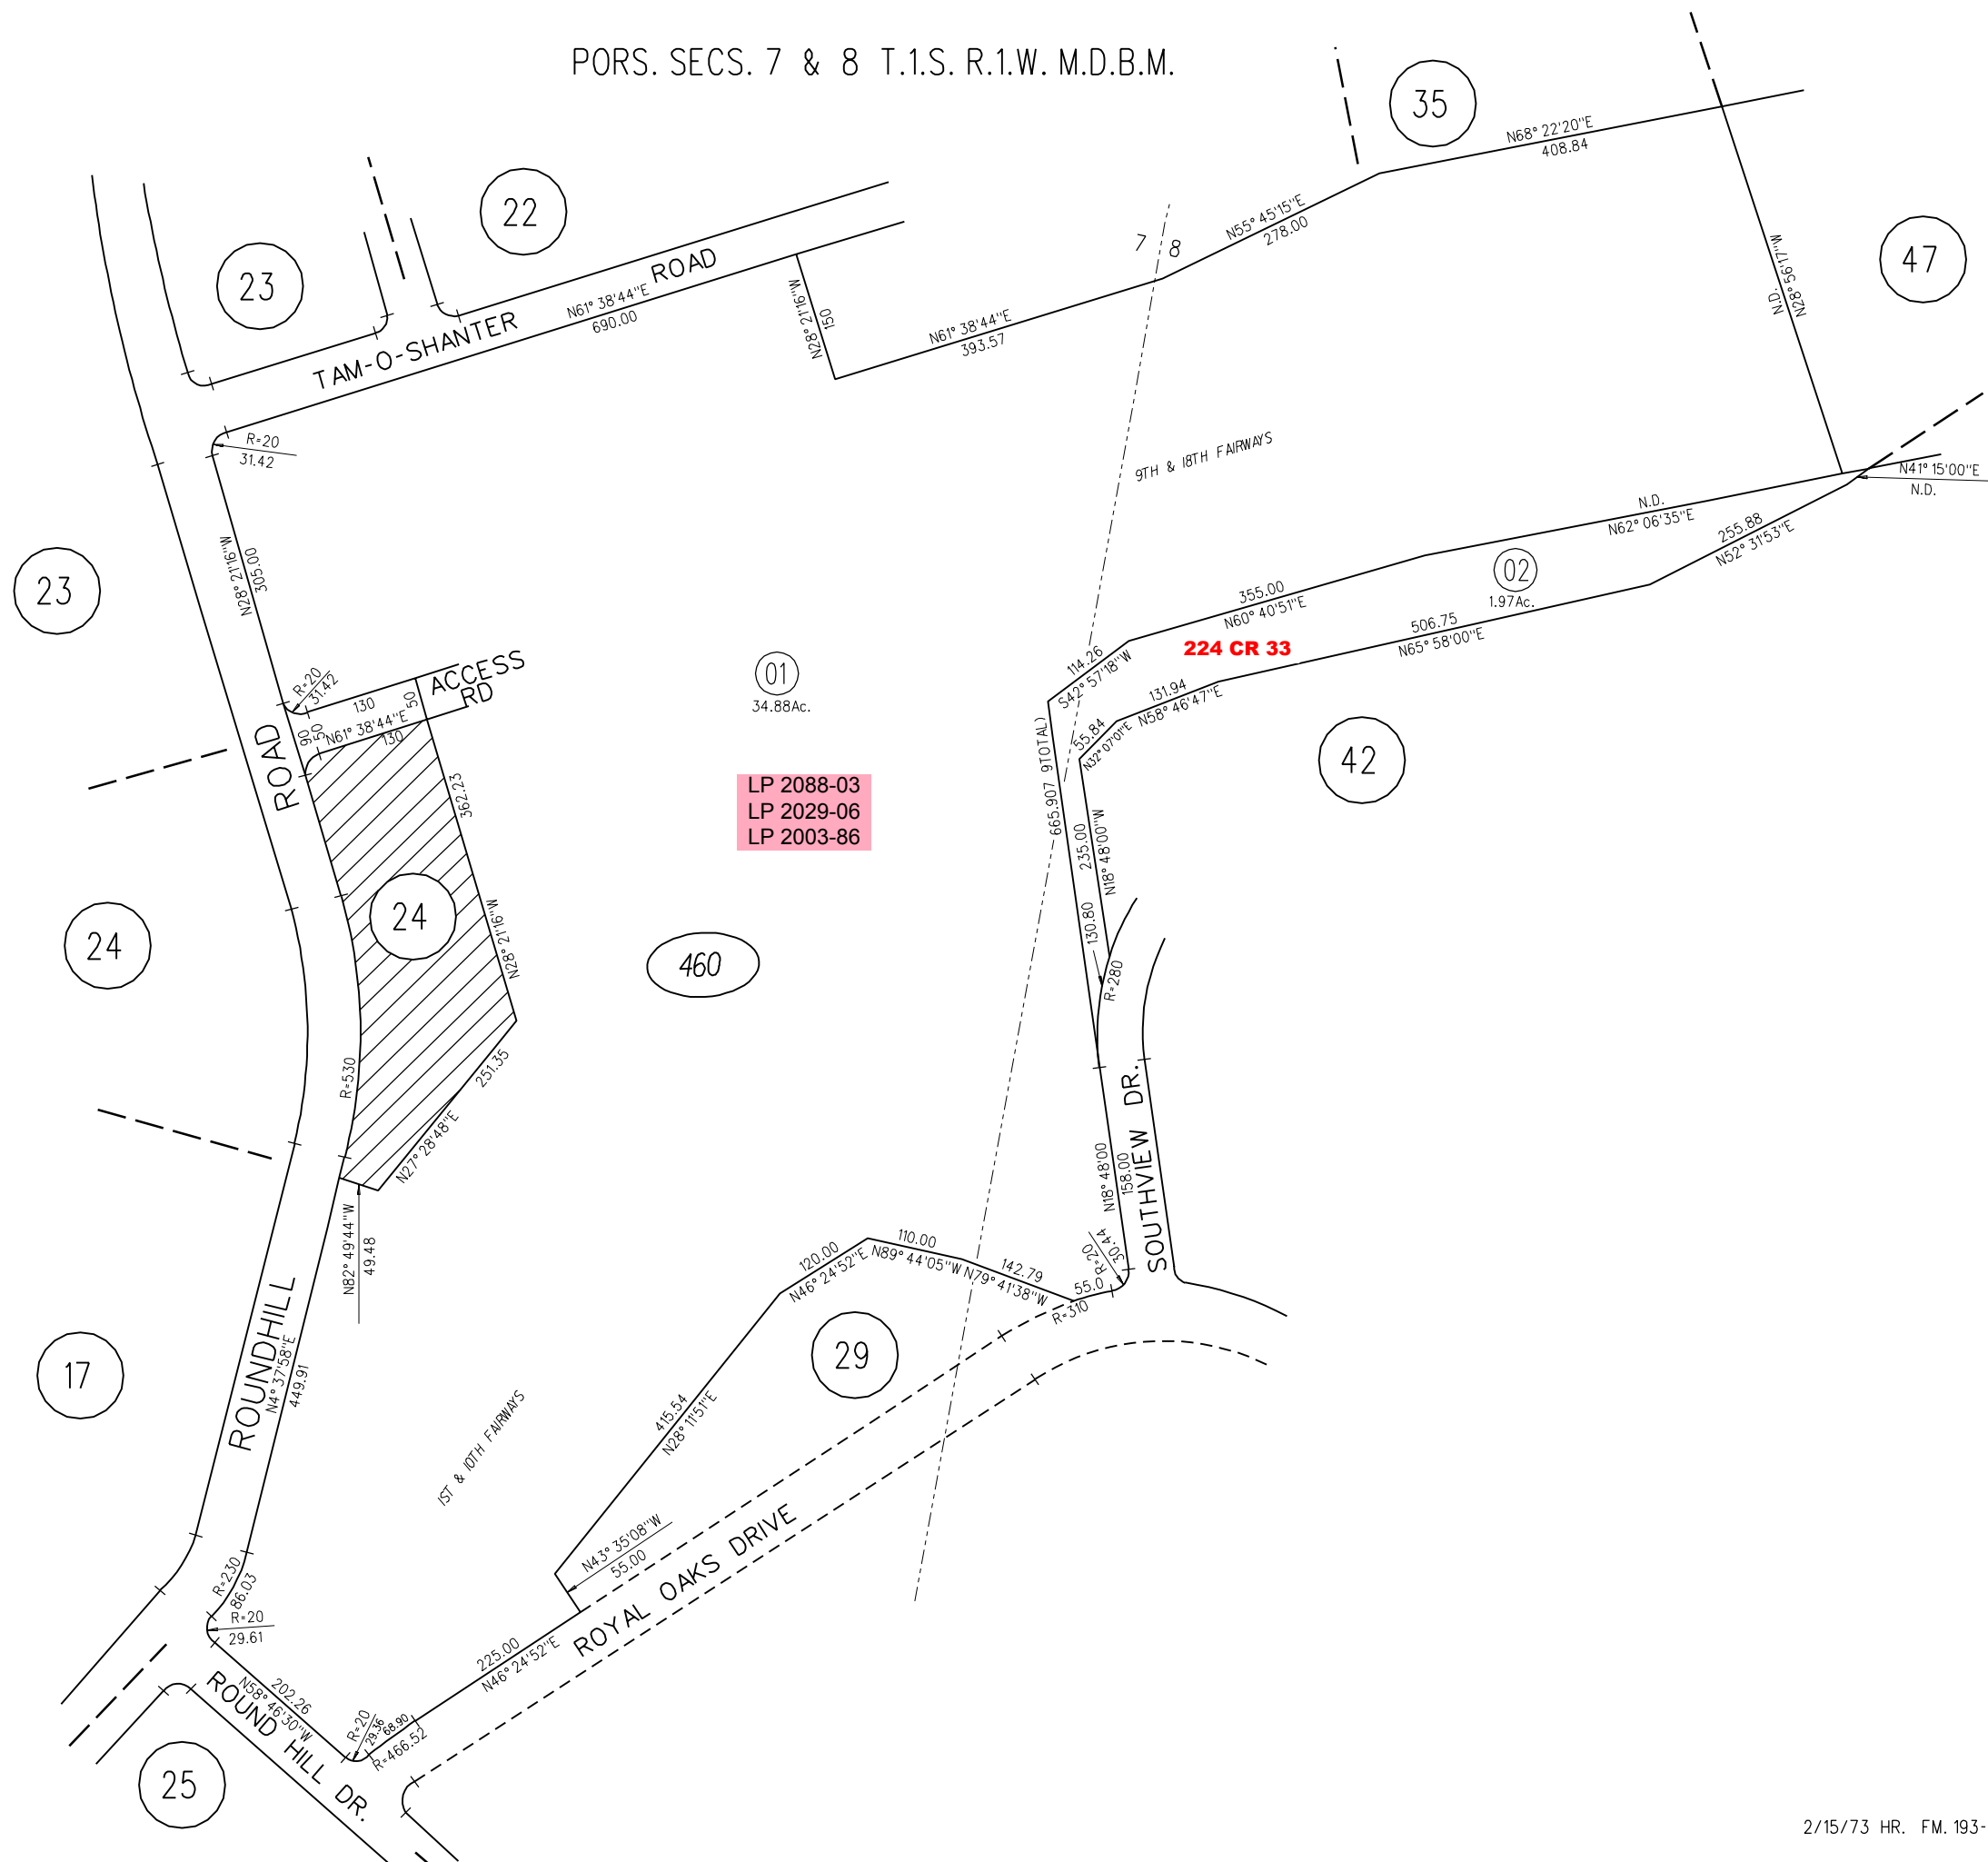 PORS. SECS. 7 & 8 T.1.S. R.1.W. M.D.B.M.
35
N68° 22'20"E
408.84
22
23
N55° 45'15"E
278.00
7 8
47
N28° 56'17"W
N.D.
TAM-O-SHANTER ROAD
N61° 38'44"E
690.00
N28° 21'16"W
150
N61° 38'44"E
393.57
R=20
31.42
9TH & 18TH FAIRWAYS
N41° 15'00"E
N.D.
N.D.
N62° 06'35"E
255.88
N52° 31'53"E
23
N28° 21'16"W
305.00
02
1.97Ac.
355.00
N60° 40'51"E
506.75
N65° 58'00"E
224 CR 33
114.26
S42° 57'18"W
131.94
N58° 46'47"E
55.84
N32° 07'01"E
R=20
31.42
ACCESS
RD
130
50
N61° 38'44"E
130
90
50
01
34.88Ac.
665.907 9TOTAL)
42
ROAD
362.23
LP 2088-03
LP 2029-06
LP 2003-86
235.00
N18° 48'00"W
24
24
N28° 21'16"W
460
130.80
R=280
R=530
251.35
N27° 28'48"E
SOUTHVIEW DR.
N18° 48'00
158.00
N82° 49'44"W
49.48
R=20
30.44
120.00
N46° 24'52"E
110.00
N89° 44'05"W
142.79
N79° 41'38"W
55.0
R=310
29
17
ROUNDHILL
N4° 37'58"E
449.91
1ST & 10TH FAIRWAYS
415.54
N28° 11'51"E
N43° 35'08"W
55.00
ROYAL OAKS DRIVE
R=230
86.03
R=20
29.61
225.00
N46° 24'52"E
202.26
N58° 46'30"W
ROUND HILL DR.
R=20
29.36
68.90
R=466.52
25
2/15/73 HR. FM. 193-